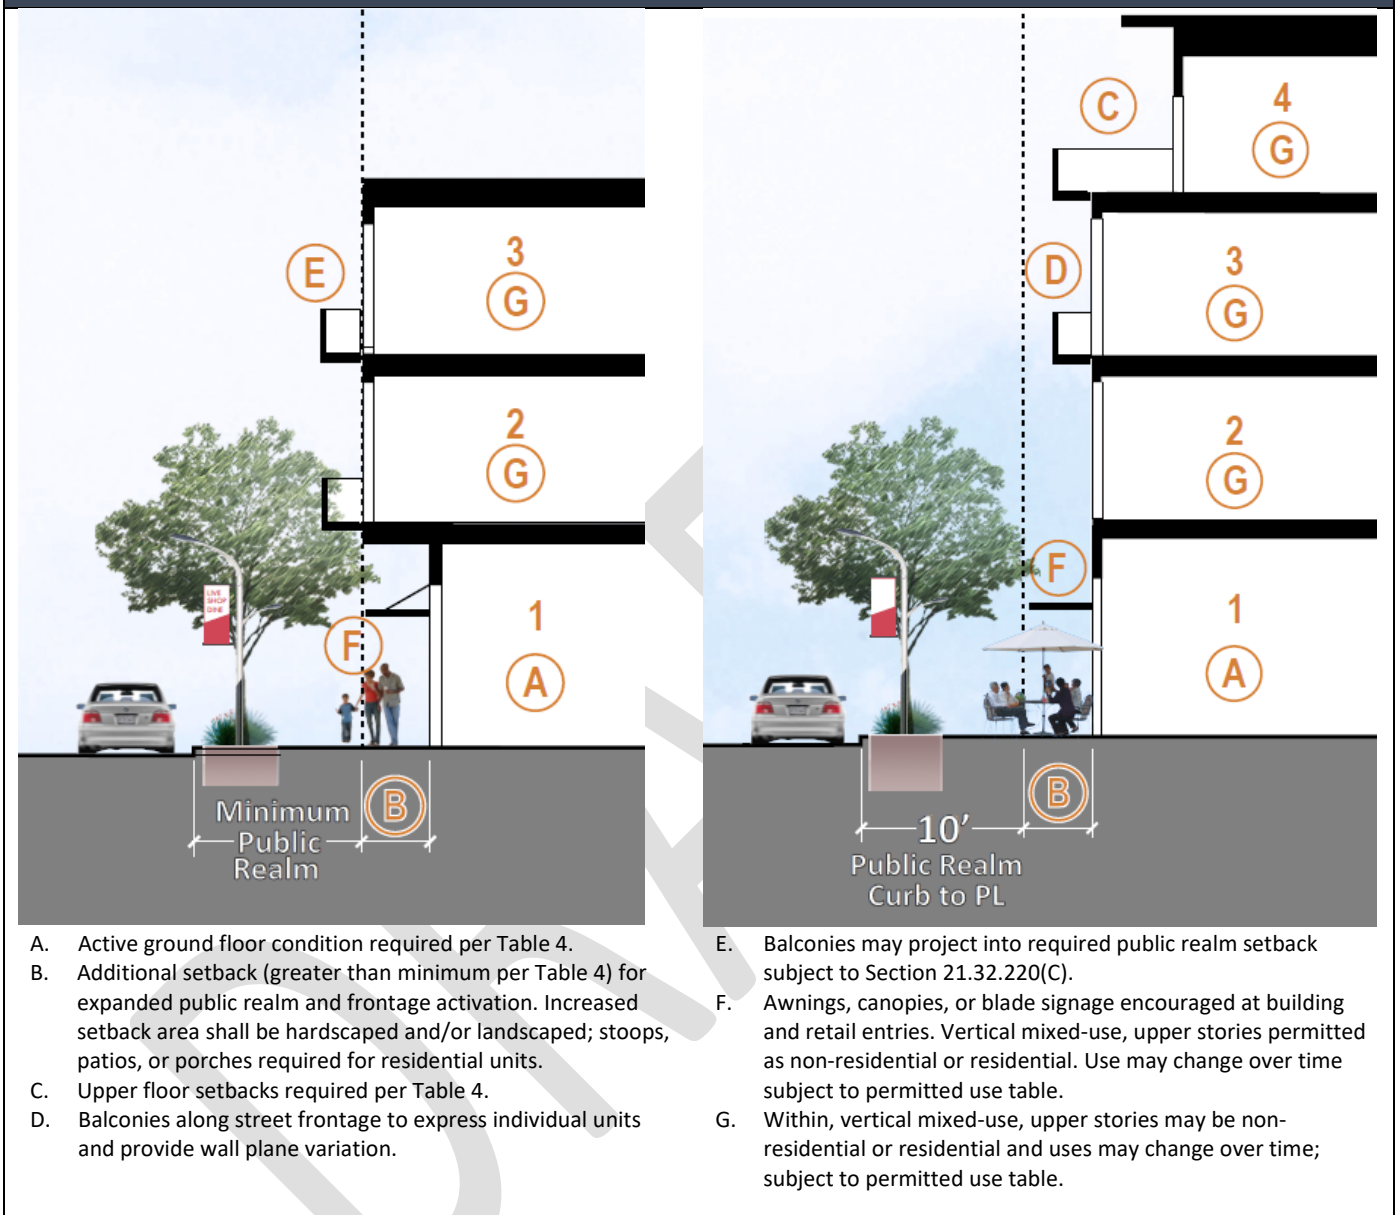 E
3
G
2
G
LIVE
SHOP
DINE
F
1
A
Minimum
Public
Realm
B
C
4
G
D
3
G
2
G
F
1
A
10’
Public Realm
Curb to PL
B
A. Active ground floor condition required per Table 4.
B. Additional setback (greater than minimum per Table 4) for
expanded public realm and frontage activation. Increased
setback area shall be hardscaped and/or landscaped; stoops,
patios, or porches required for residential units.
C. Upper floor setbacks required per Table 4.
D. Balconies along street frontage to express individual units
and provide wall plane variation.
E. Balconies may project into required public realm setback
subject to Section 21.32.220(C).
F. Awnings, canopies, or blade signage encouraged at building
and retail entries. Vertical mixed-use, upper stories permitted
as non-residential or residential. Use may change over time
subject to permitted use table.
G. Within, vertical mixed-use, upper stories may be non-
residential or residential and uses may change over time;
subject to permitted use table.